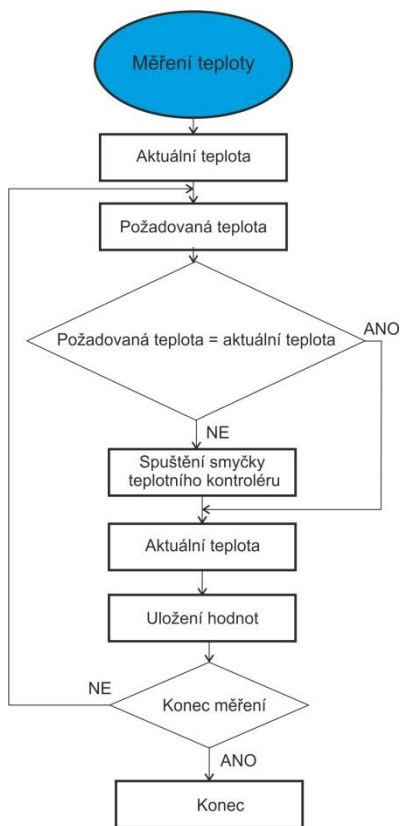 Měření teploty
Aktuální teplota
Požadovaná teplota
Požadovaná teplota = aktuální teplota
ANO
NE
Spuštění smyčky
teplotního kontroléru
Aktuální teplota
Uložení hodnot
NE
Konec měření
ANO
Konec